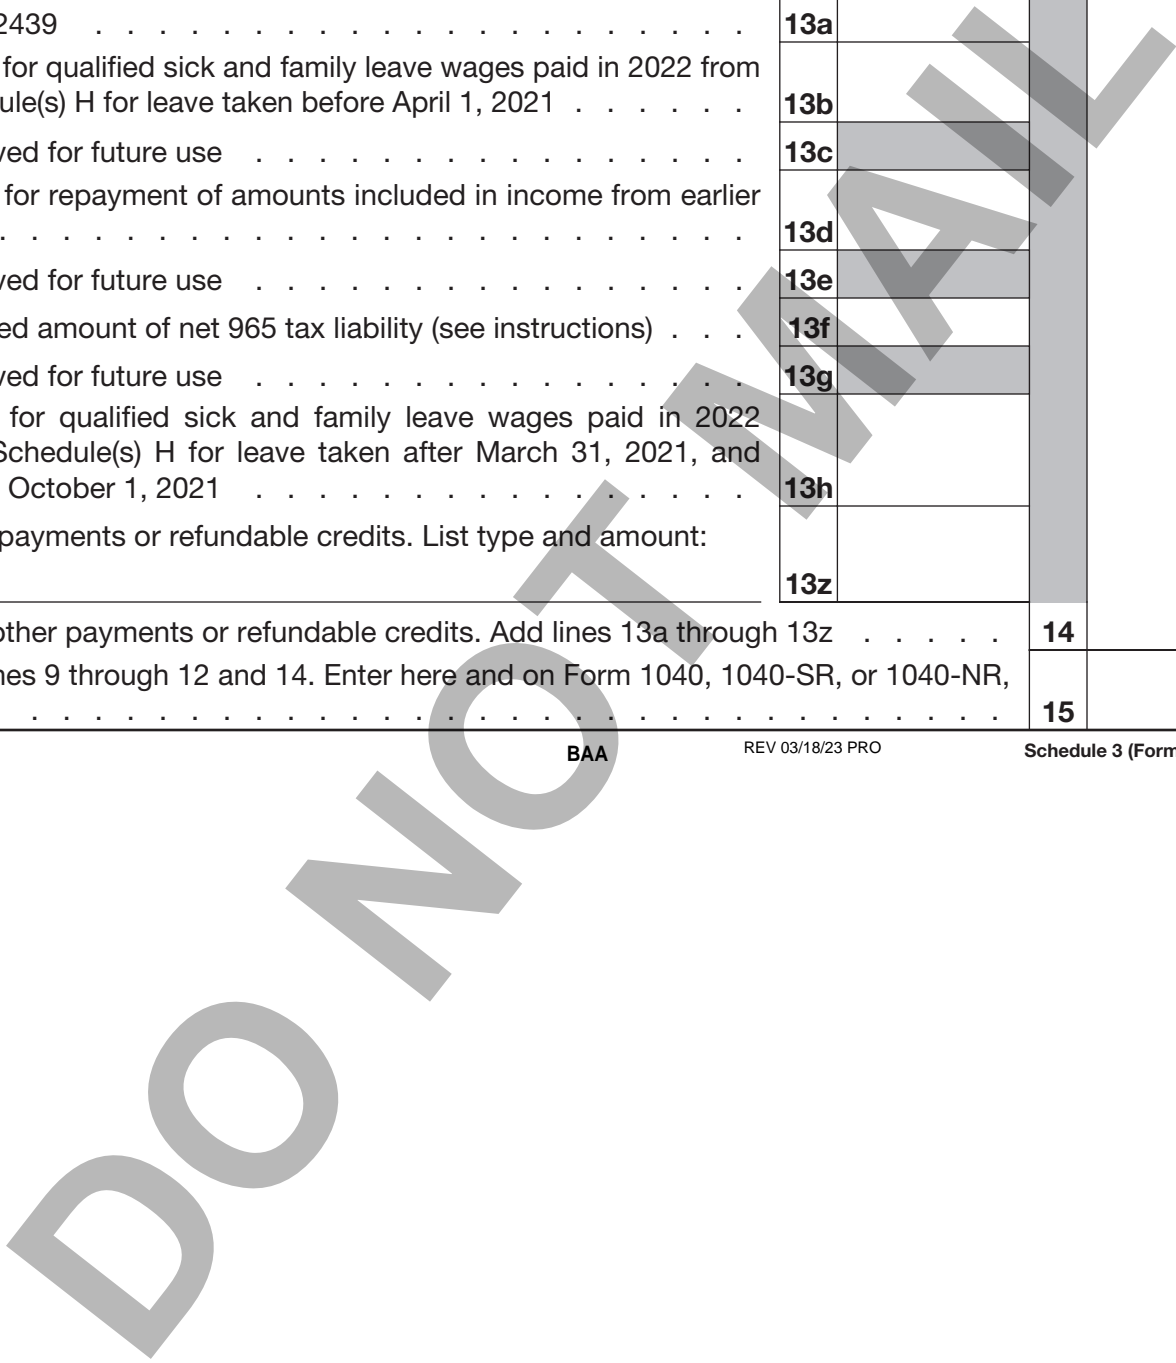 2439 . . . . . . . . . . . . . . . . . . . . . 13a
for qualified sick and family leave wages paid in 2022 from
ule(s) H for leave taken before April 1, 2021 . . . . . . 13b
ved for future use . . . . . . . . . . . . . . . . 13c
for repayment of amounts included in income from earlier
. . . . . . . . . . . . . . . . . . . . . . . . 13d
ved for future use . . . . . . . . . . . . . . . . 13e
ed amount of net 965 tax liability (see instructions) . . . 13f
ved for future use . . . . . . . . . . . . . . . . 13g
for qualified sick and family leave wages paid in 2022
Schedule(s) H for leave taken after March 31, 2021, and
October 1, 2021 . . . . . . . . . . . . . . . . 13h
payments or refundable credits. List type and amount:
13z
other payments or refundable credits. Add lines 13a through 13z . . . . . 14
nes 9 through 12 and 14. Enter here and on Form 1040, 1040-SR, or 1040-NR,
. . . . . . . . . . . . . . . . . . . . . . . . . . . . . . . 15
BAA REV 03/18/23 PRO Schedule 3 (Form
DO NOT MAIL